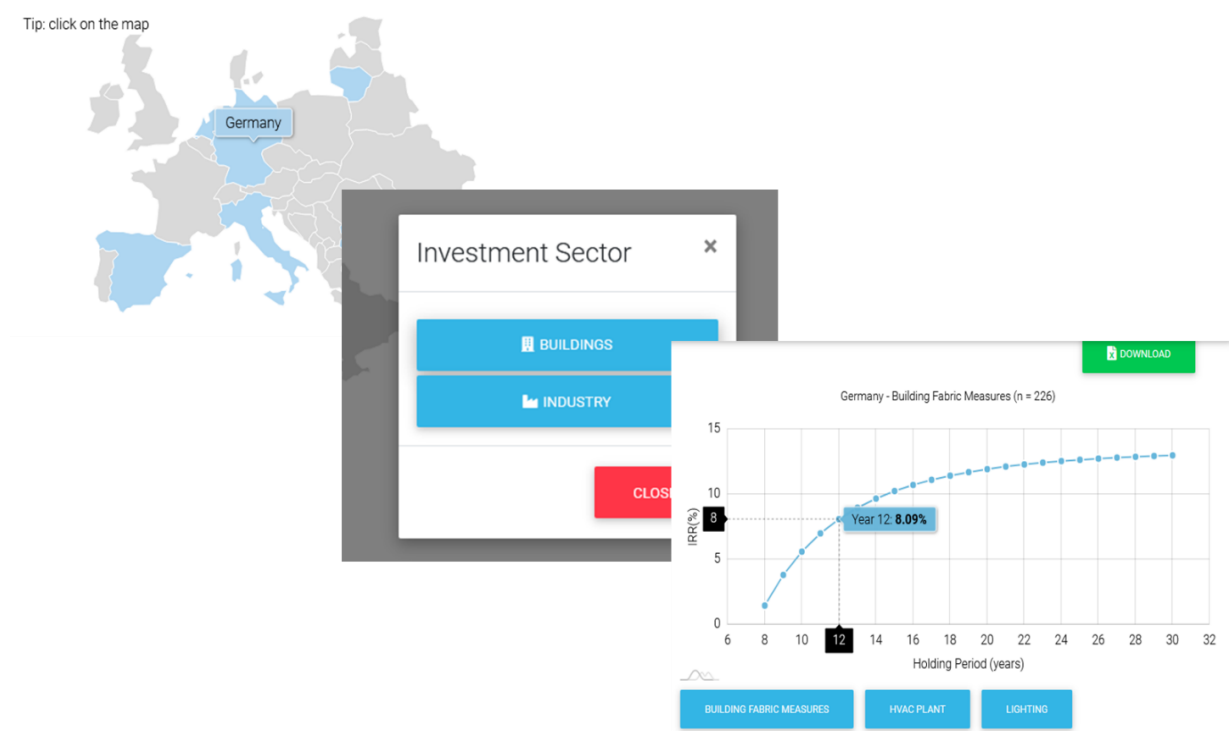 Tip: click on the map
Germany
Investment Sector
×
BUILDINGS
INDUSTRY
CLOS
DOWNLOAD
Germany - Building Fabric Measures (n = 226)
15
10
8
5
0
IRR(%)
Year 12: 8.09%
6 8 10 12 14 16 18 20 22 24 26 28 30 32
Holding Period (years)
BUILDING FABRIC MEASURES HVAC PLANT LIGHTING